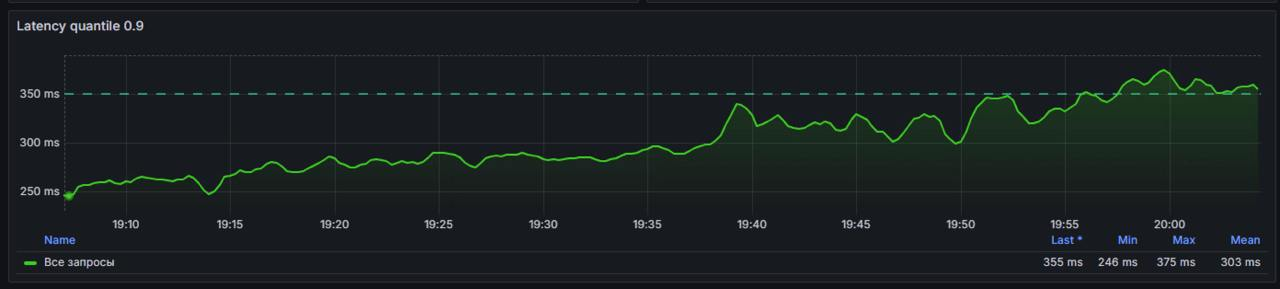 Latency quantile 0.9
350 ms
300 ms
250 ms
19:10 19:15 19:20 19:25 19:30 19:35 19:40 19:45 19:50 19:55 20:00
Name Last * Min Max Mean
Все запросы 355 ms 246 ms 375 ms 303 ms